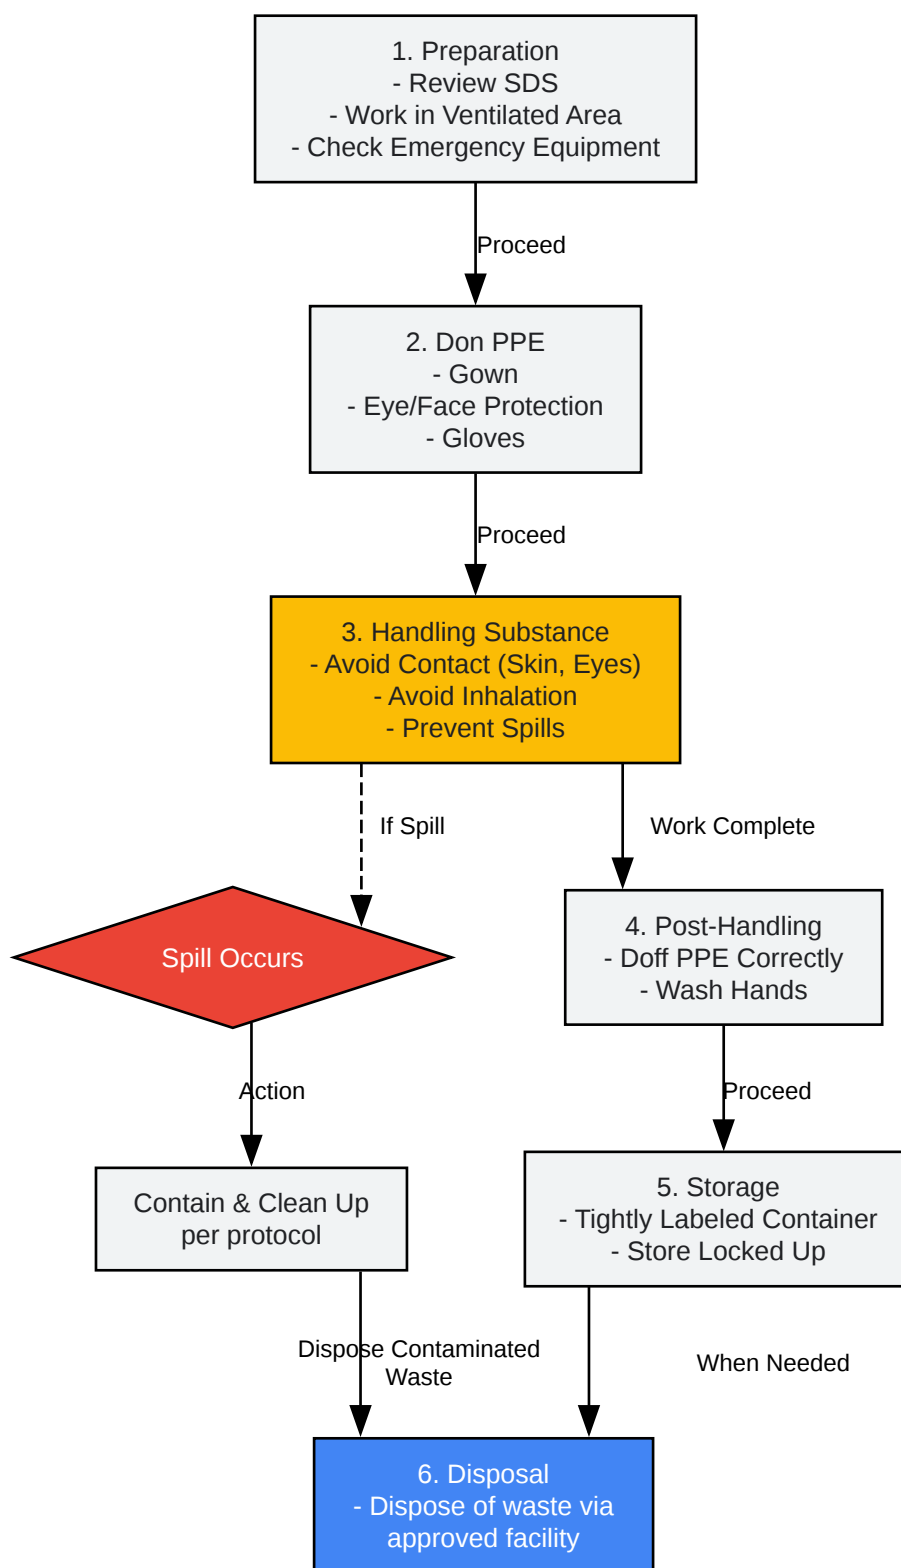 1. Preparation
- Review SDS
- Work in Ventilated Area
- Check Emergency Equipment
Proceed
2. Don PPE
- Gown
- Eye/Face Protection
- Gloves
Proceed
3. Handling Substance
- Avoid Contact (Skin, Eyes)
- Avoid Inhalation
- Prevent Spills
If Spill
Work Complete
Spill Occurs
4. Post-Handling
- Doff PPE Correctly
- Wash Hands
Action
Proceed
Contain & Clean Up
per protocol
5. Storage
- Tightly Labeled Container
- Store Locked Up
Dispose Contaminated
Waste
When Needed
6. Disposal
- Dispose of waste via
approved facility